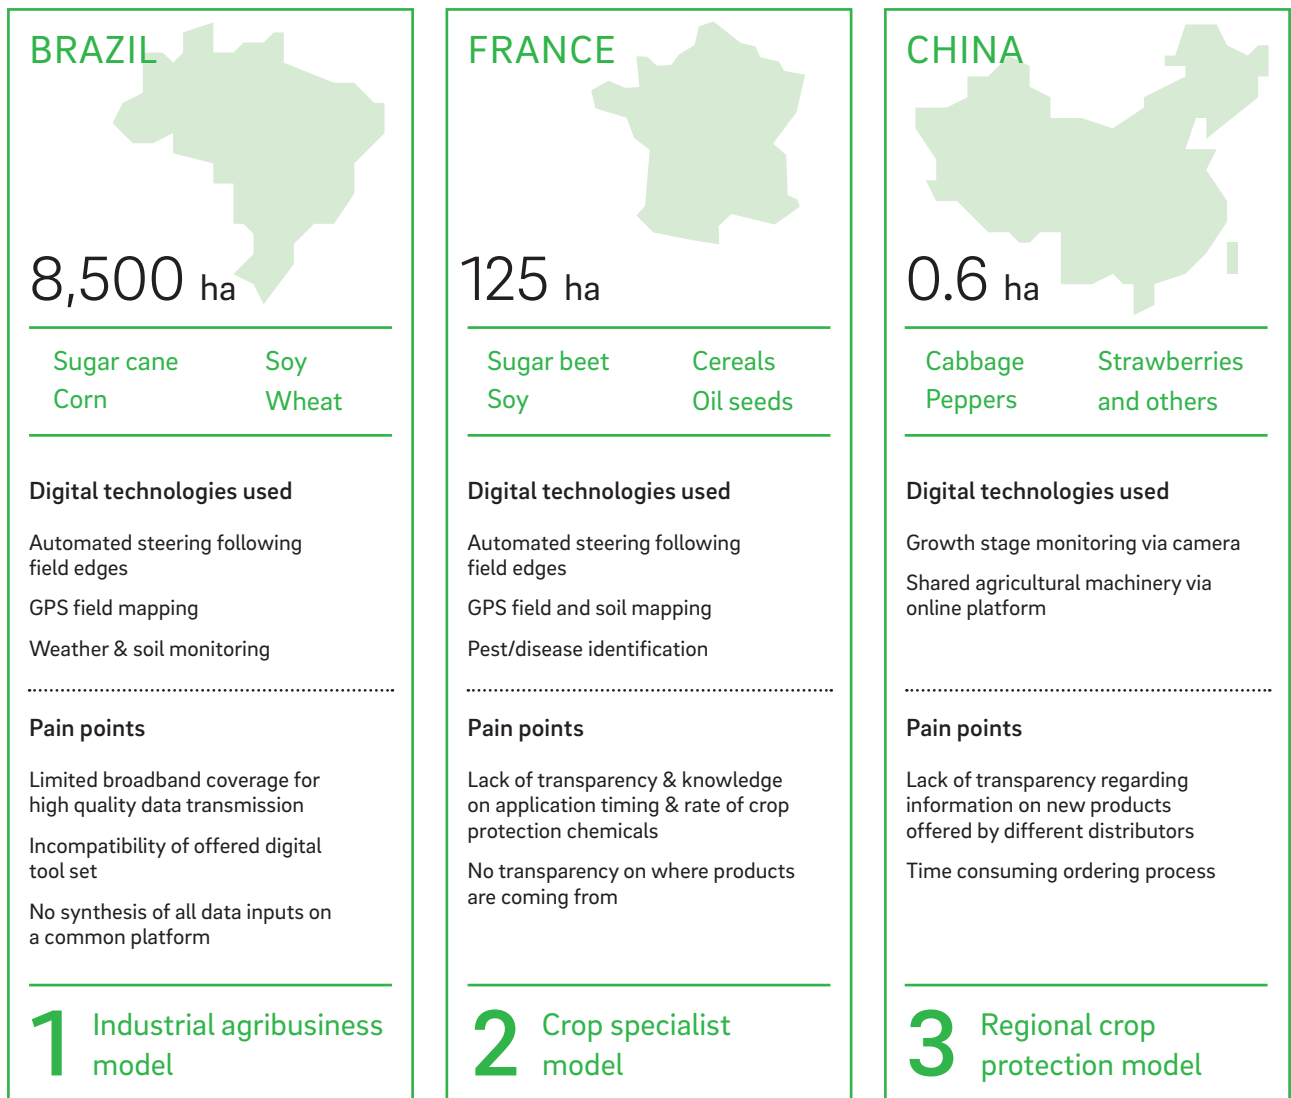 BRAZIL
8,500 ha
Sugar cane
Corn
Soy
Wheat
Digital technologies used
Automated steering following
field edges
GPS field mapping
Weather & soil monitoring
Pain points
Limited broadband coverage for
high quality data transmission
Incompatibility of offered digital
tool set
No synthesis of all data inputs on
a common platform
1 Industrial agribusiness
model
FRANCE
125 ha
Sugar beet
Soy
Cereals
Oil seeds
Digital technologies used
Automated steering following
field edges
GPS field and soil mapping
Pest/disease identification
Pain points
Lack of transparency & knowledge
on application timing & rate of crop
protection chemicals
No transparency on where products
are coming from
2 Crop specialist
model
CHINA
0.6 ha
Cabbage
Peppers
Strawberries
and others
Digital technologies used
Growth stage monitoring via camera
Shared agricultural machinery via
online platform
Pain points
Lack of transparency regarding
information on new products
offered by different distributors
Time consuming ordering process
3 Regional crop
protection model